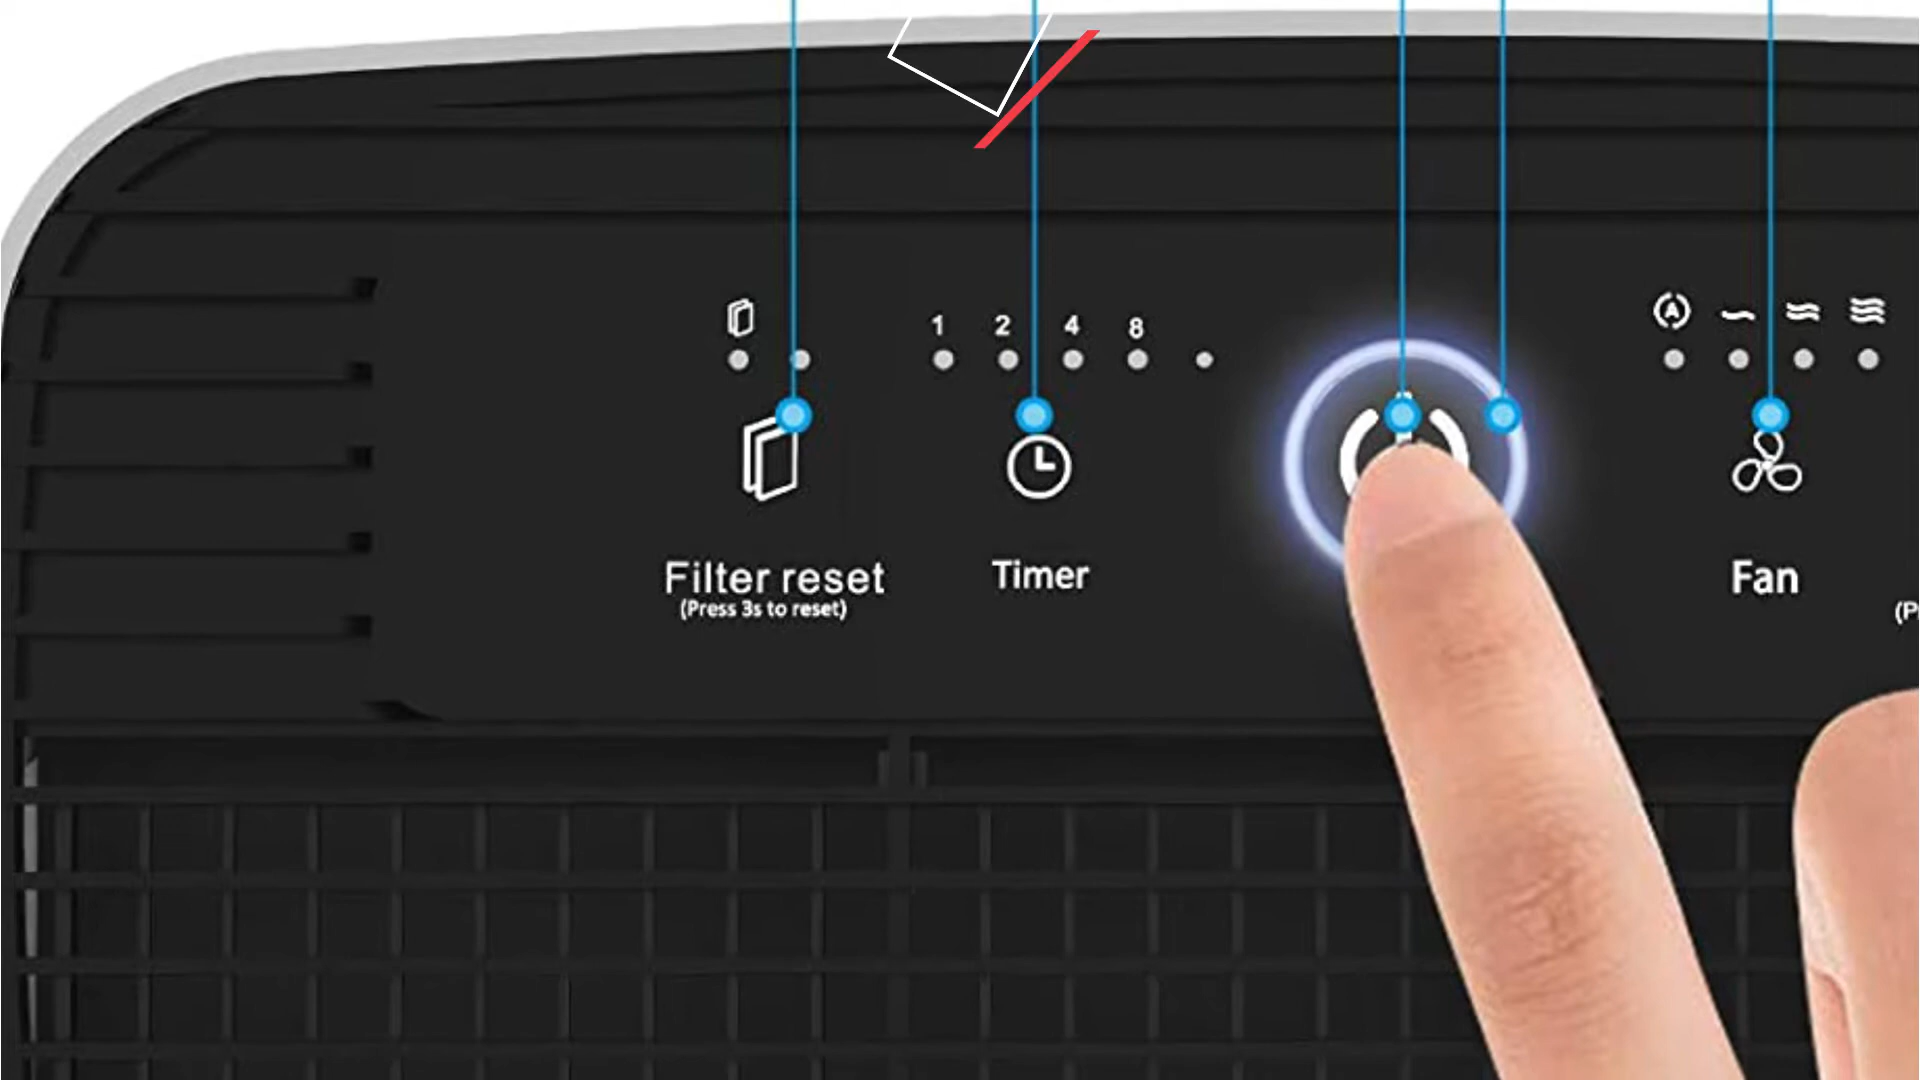 1 2 4 8
A
Filter reset
(Press 3s to reset)
Timer
Fan